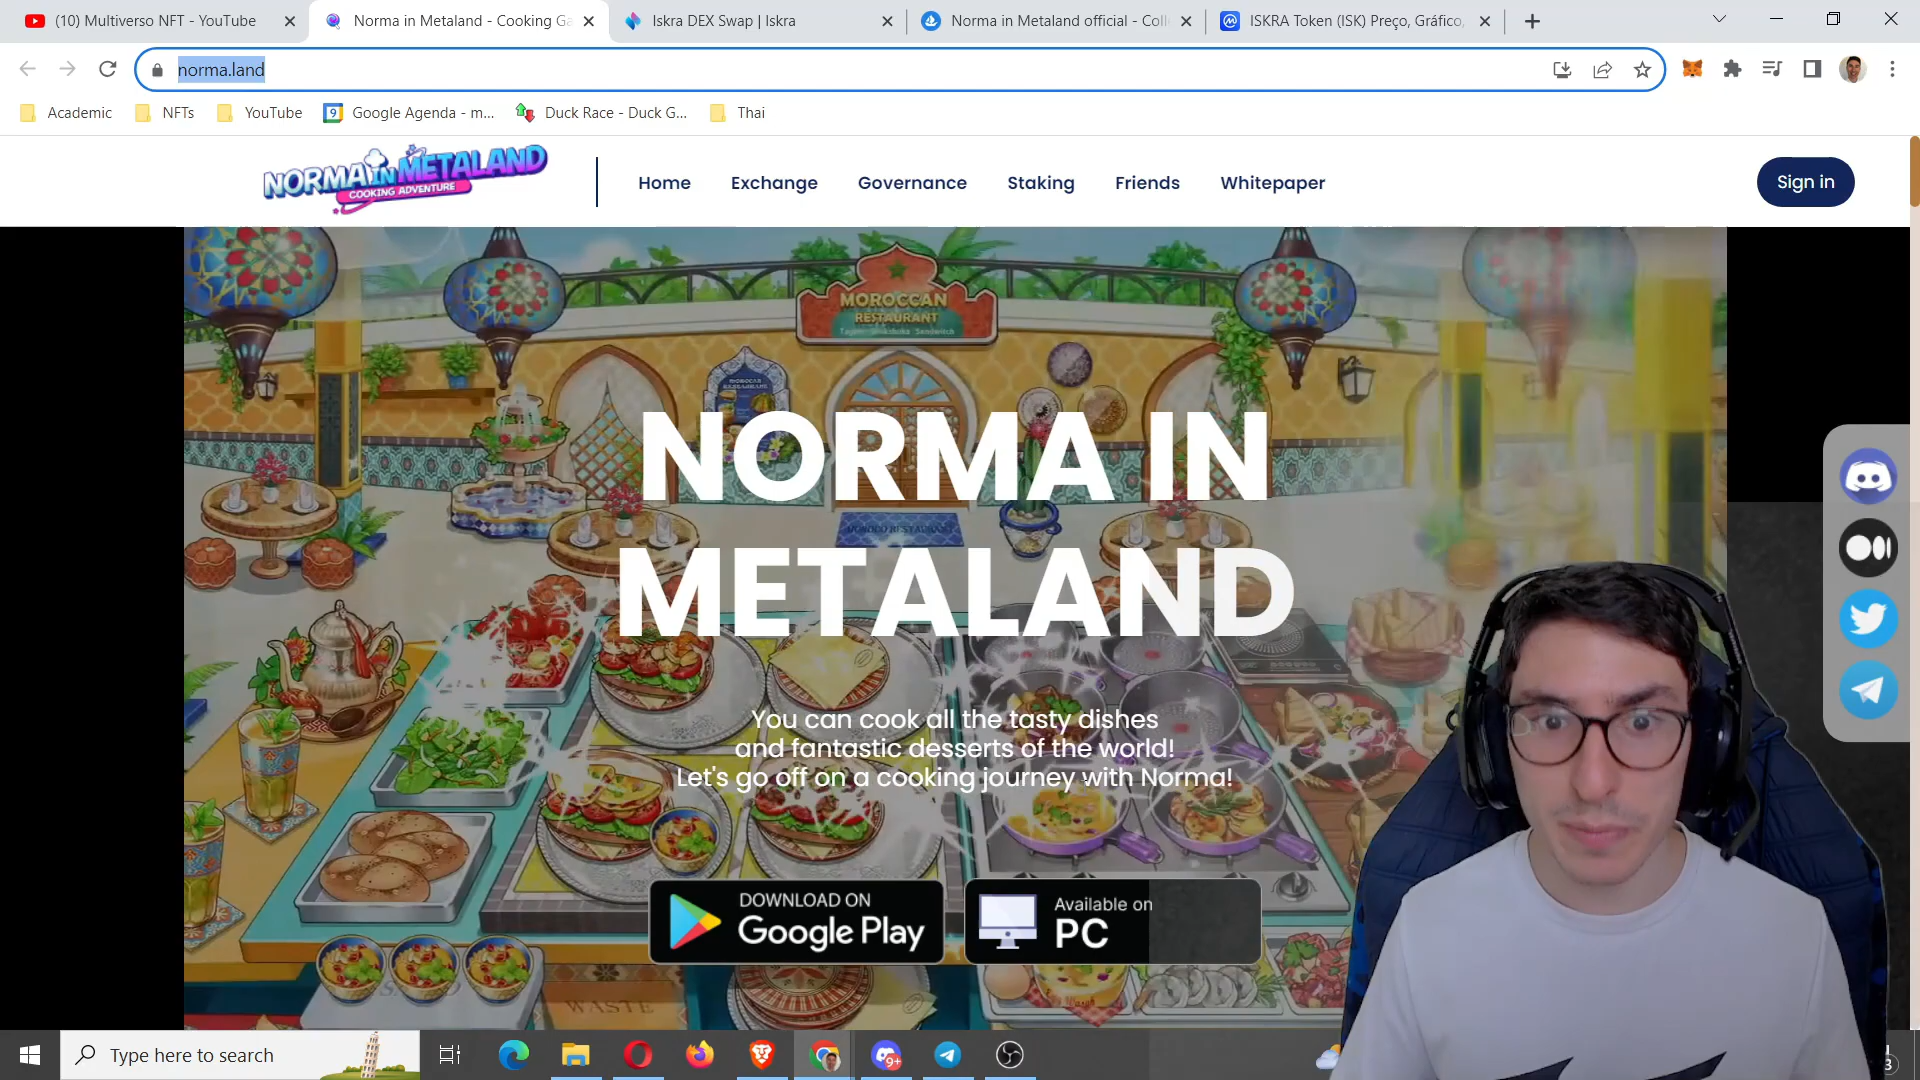 (10) Multiverso NFT - YouTube
Norma in Metaland - Cooking Ga
Iskra DEX Swap | Iskra
Norma in Metaland official - Coll
ISKRA Token (ISK) Preço, Gráfico,
norma.land
Academic
NFTs
YouTube
9
Google Agenda - m...
Duck Race - Duck G...
Thai
NORMA IN METALAND
COOKING ADVENTURE
Home
Exchange
Governance
Staking
Friends
Whitepaper
Sign in
MOROCCAN
RESTAURANT
NORMA IN
METALAND
You can cook all the tasty dishes
and fantastic desserts of the world!
Let's go off on a cooking journey with Norma!
DOWNLOAD ON
Google Play
Available on
PC
WASTE
Type here to search
9+